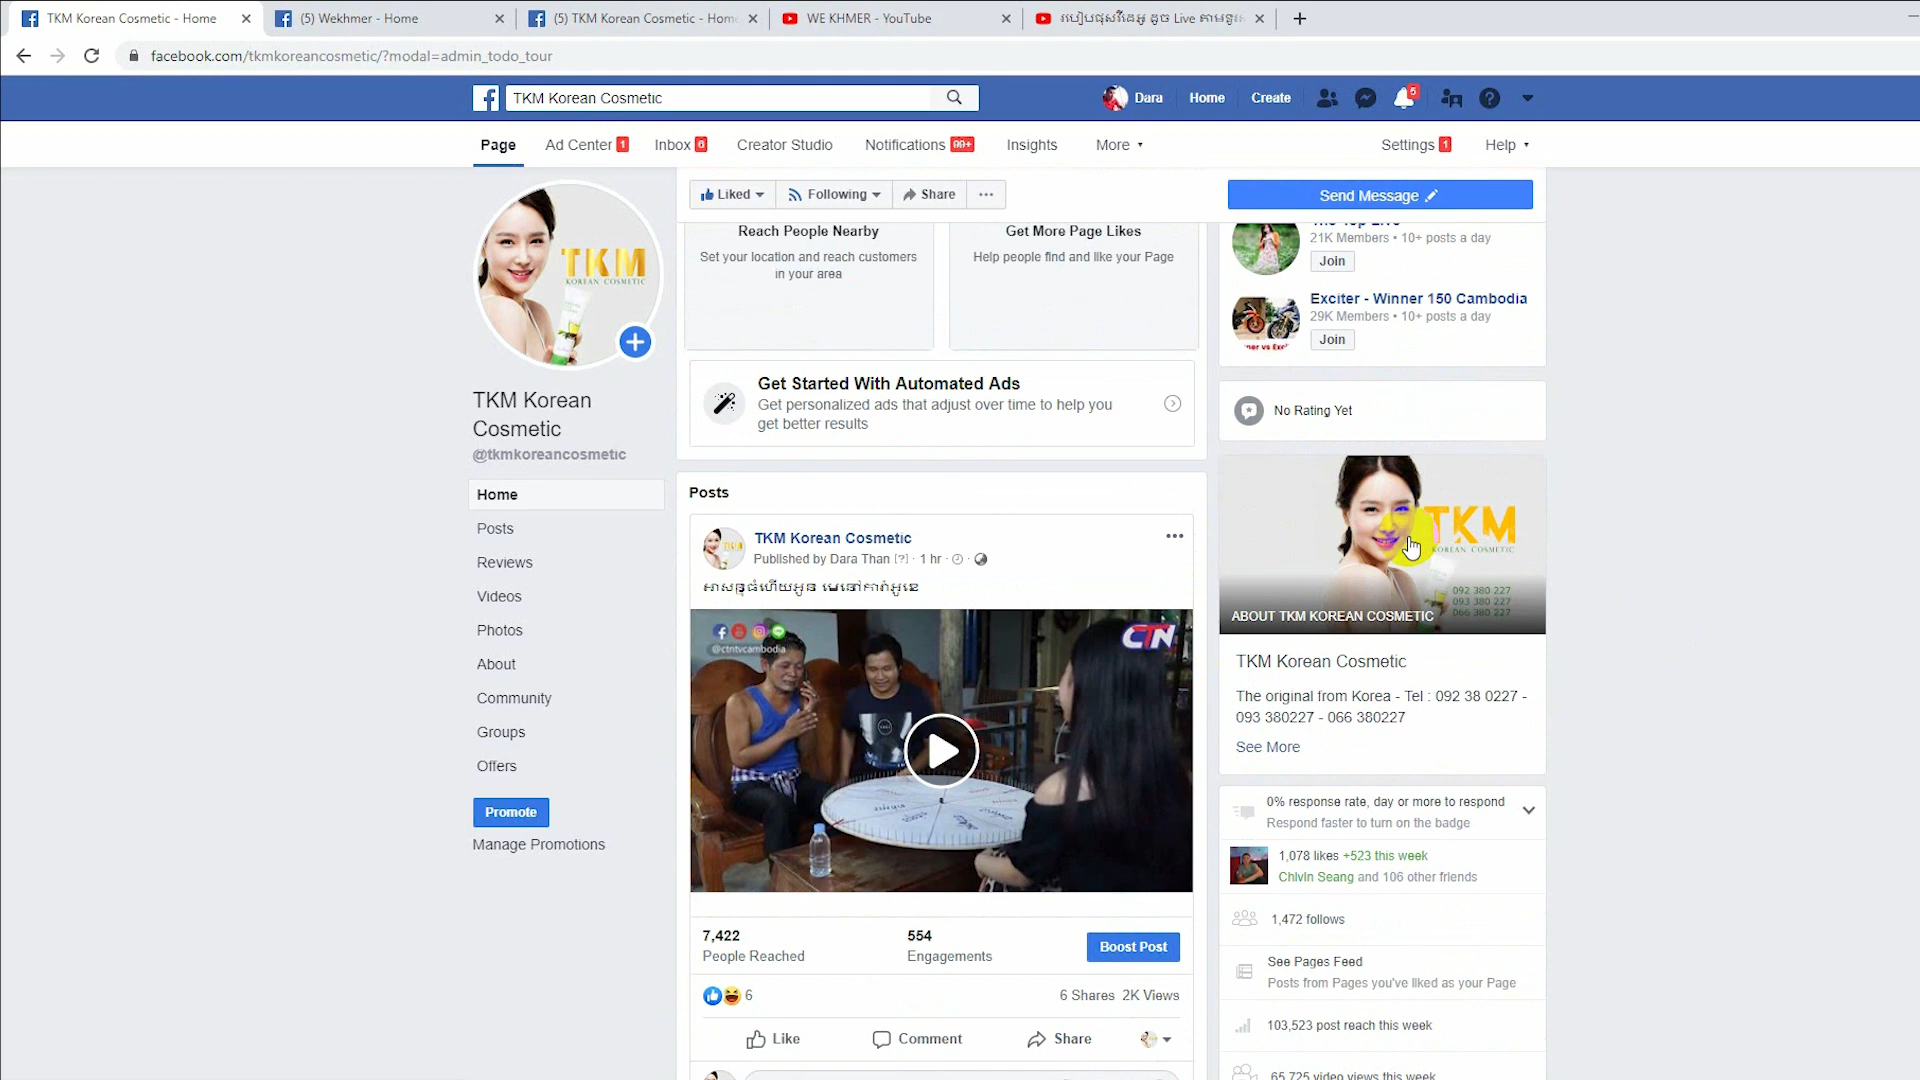 TKM Korean Cosmetic - Home
(5) Wekhmer - Home
(5) TKM Korean Cosmetic - Home
WE KHMER - YouTube
facebook.com/tkmkoreancosmetic/?modal=admin_todo_tour
TKM Korean Cosmetic
Dara
Home
Create
5
Page
Ad Center 1
Inbox 6
Creator Studio
Notifications 99+
Insights
More
Settings 1
Help
Liked
Following
Share
Send Message
TKM
KOREAN COSMETIC
TKM Korean
Cosmetic
@tkmkoreancosmetic
Home
Posts
Reviews
Videos
Photos
About
Community
Groups
Offers
Promote
Manage Promotions
Reach People Nearby
Set your location and reach customers
in your area
Get More Page Likes
Help people find and like your Page
Get Started With Automated Ads
Get personalized ads that adjust over time to help you
get better results
Posts
TKM Korean Cosmetic
Published by Dara Than [?] · 1 hr
@ctntvcambodia
CTN
7,422
People Reached
554
Engagements
Boost Post
6
6 Shares 2K Views
Like
Comment
Share
21K Members • 10+ posts a day
Join
Exciter - Winner 150 Cambodia
29K Members • 10+ posts a day
Join
No Rating Yet
TKM
KOREAN COSMETIC
092 380 227
093 380 227
066 380 227
ABOUT TKM KOREAN COSMETIC
TKM Korean Cosmetic
The original from Korea - Tel : 092 38 0227 -
093 380227 - 066 380227
See More
0% response rate, day or more to respond
Respond faster to turn on the badge
1,078 likes +523 this week
Chivin Seang and 106 other friends
1,472 follows
See Pages Feed
Posts from Pages you've liked as your Page
103,523 post reach this week
65,725 video views this week